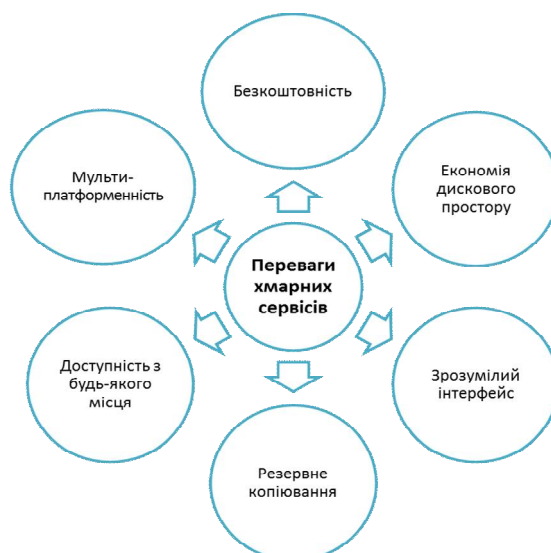 Безкоштовність
Мульти-
платформенність
Економія
дискового
простору
Переваги
хмарних
сервісів
Доступність з
будь-якого
місця
Зрозумілий
інтерфейс
Резервне
копіювання